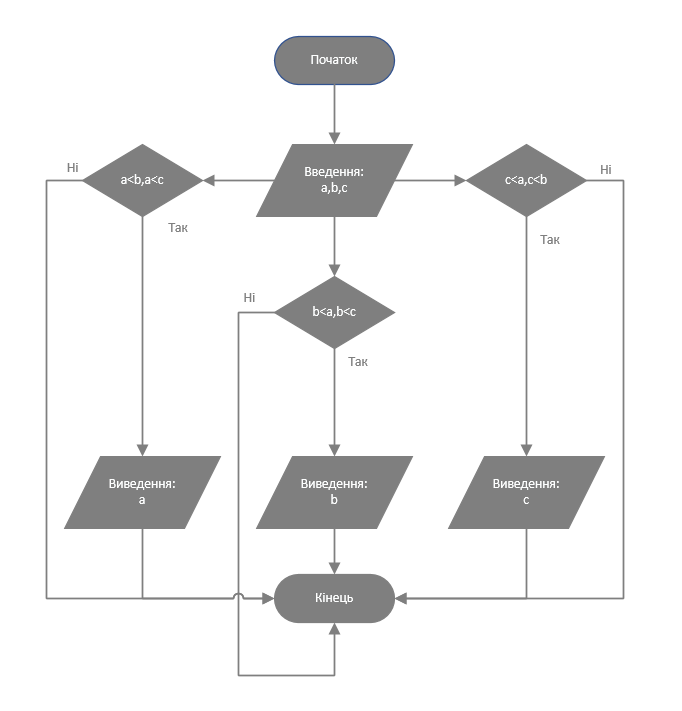 Початок
Ні
a<b,a<c
Введення:
a,b,c
c<a,c<b
Ні
Так
Так
Ні
b<a,b<c
Так
Виведення:
a
Виведення:
b
Виведення:
c
Кінець